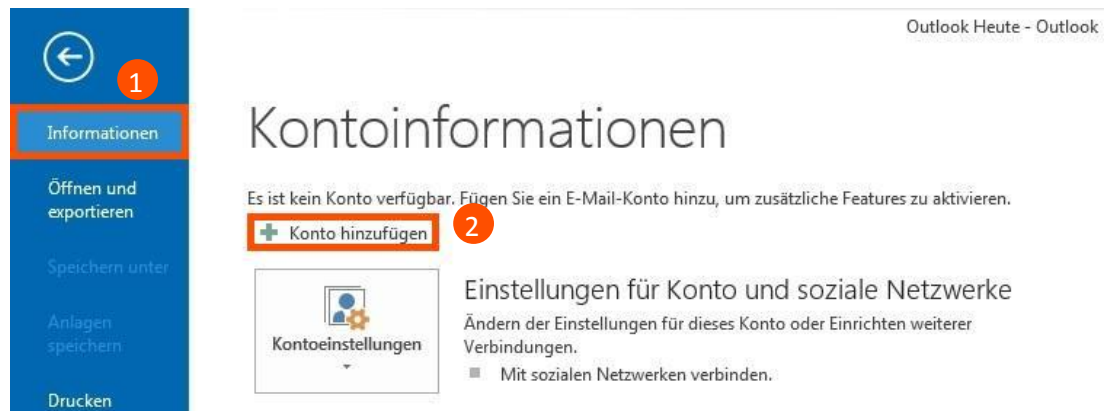 Outlook Heute - Outlook
1
Informationen
Öffnen und
exportieren
Speichern unter
Anlagen
speichern
Drucken
Kontoinformationen
Es ist kein Konto verfügbar. Fügen Sie ein E-Mail-Konto hinzu, um zusätzliche Features zu aktivieren.
Konto hinzufügen
2
Kontoeinstellungen
Einstellungen für Konto und soziale Netzwerke
Ändern der Einstellungen für dieses Konto oder Einrichten weiterer
Verbindungen.
Mit sozialen Netzwerken verbinden.